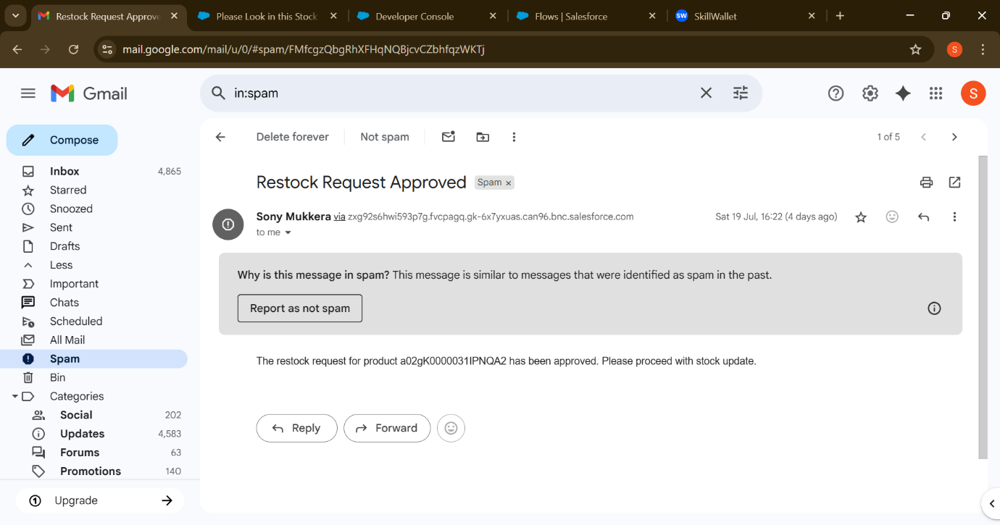 Restock Request Approve
Please Look in this Stock
Developer Console
Flows | Salesforce
SW SkillWallet
mail.google.com/mail/u/0/#spam/FMfcgzQbgRhXFHqNQBjcvCZbhfqzWKTj
S
Gmail
in:spam
S
Compose
Delete forever
Not spam
1 of 5
Inbox 4,865
Starred
Snoozed
Sent
Drafts
Less
Important
Chats
Scheduled
All Mail
Spam
Bin
Categories
Social 202
Updates 4,583
Forums 63
Promotions 140
Upgrade
Restock Request Approved Spam x
Sony Mukkera via zxg92s6hwi593p7g.fvcpagq.gk-6x7yxuas.can96.bnc.salesforce.com
Sat 19 Jul, 16:22 (4 days ago)
to me
Why is this message in spam? This message is similar to messages that were identified as spam in the past.
Report as not spam
The restock request for product a02gK0000031IPNQA2 has been approved. Please proceed with stock update.
Reply
Forward